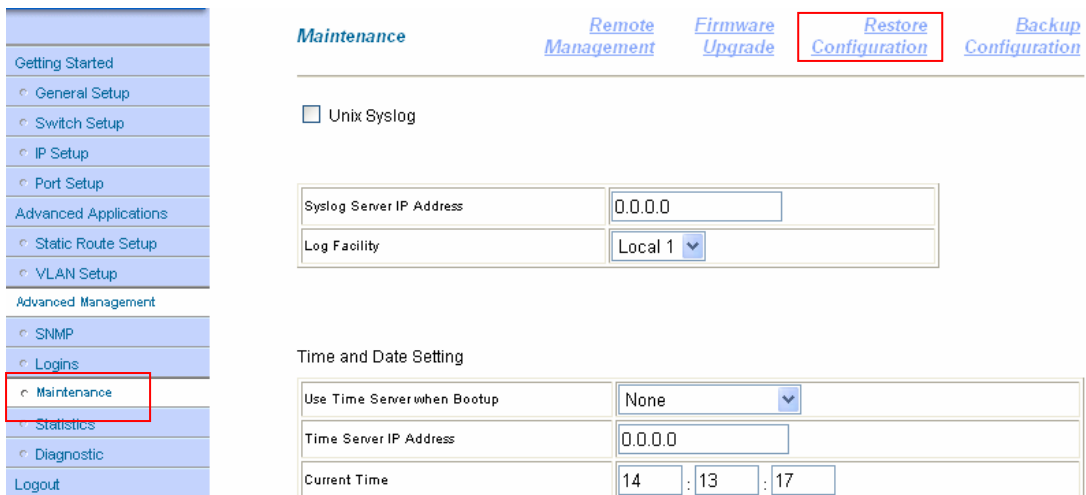 Getting Started
General Setup
Switch Setup
IP Setup
Port Setup
Advanced Applications
Static Route Setup
VLAN Setup
Advanced Management
SNMP
Logins
Maintenance
Statistics
Diagnostic
Logout
Maintenance
Remote
Management
Firmware
Upgrade
Restore
Configuration
Backup
Configuration
Unix Syslog
Syslog Server IP Address 0.0.0.0
Log Facility Local 1
Time and Date Setting
Use Time Server when Bootup None
Time Server IP Address 0.0.0.0
Current Time 14 : 13 : 17